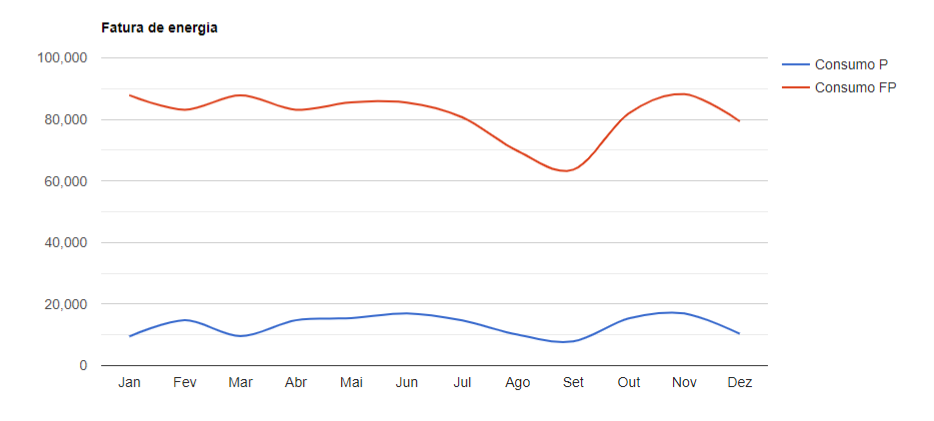 Fatura de energia
100,000
80,000
60,000
40,000
20,000
0
Jan Fev Mar Abr Mai Jun Jul Ago Set Out Nov Dez
Consumo P
Consumo FP